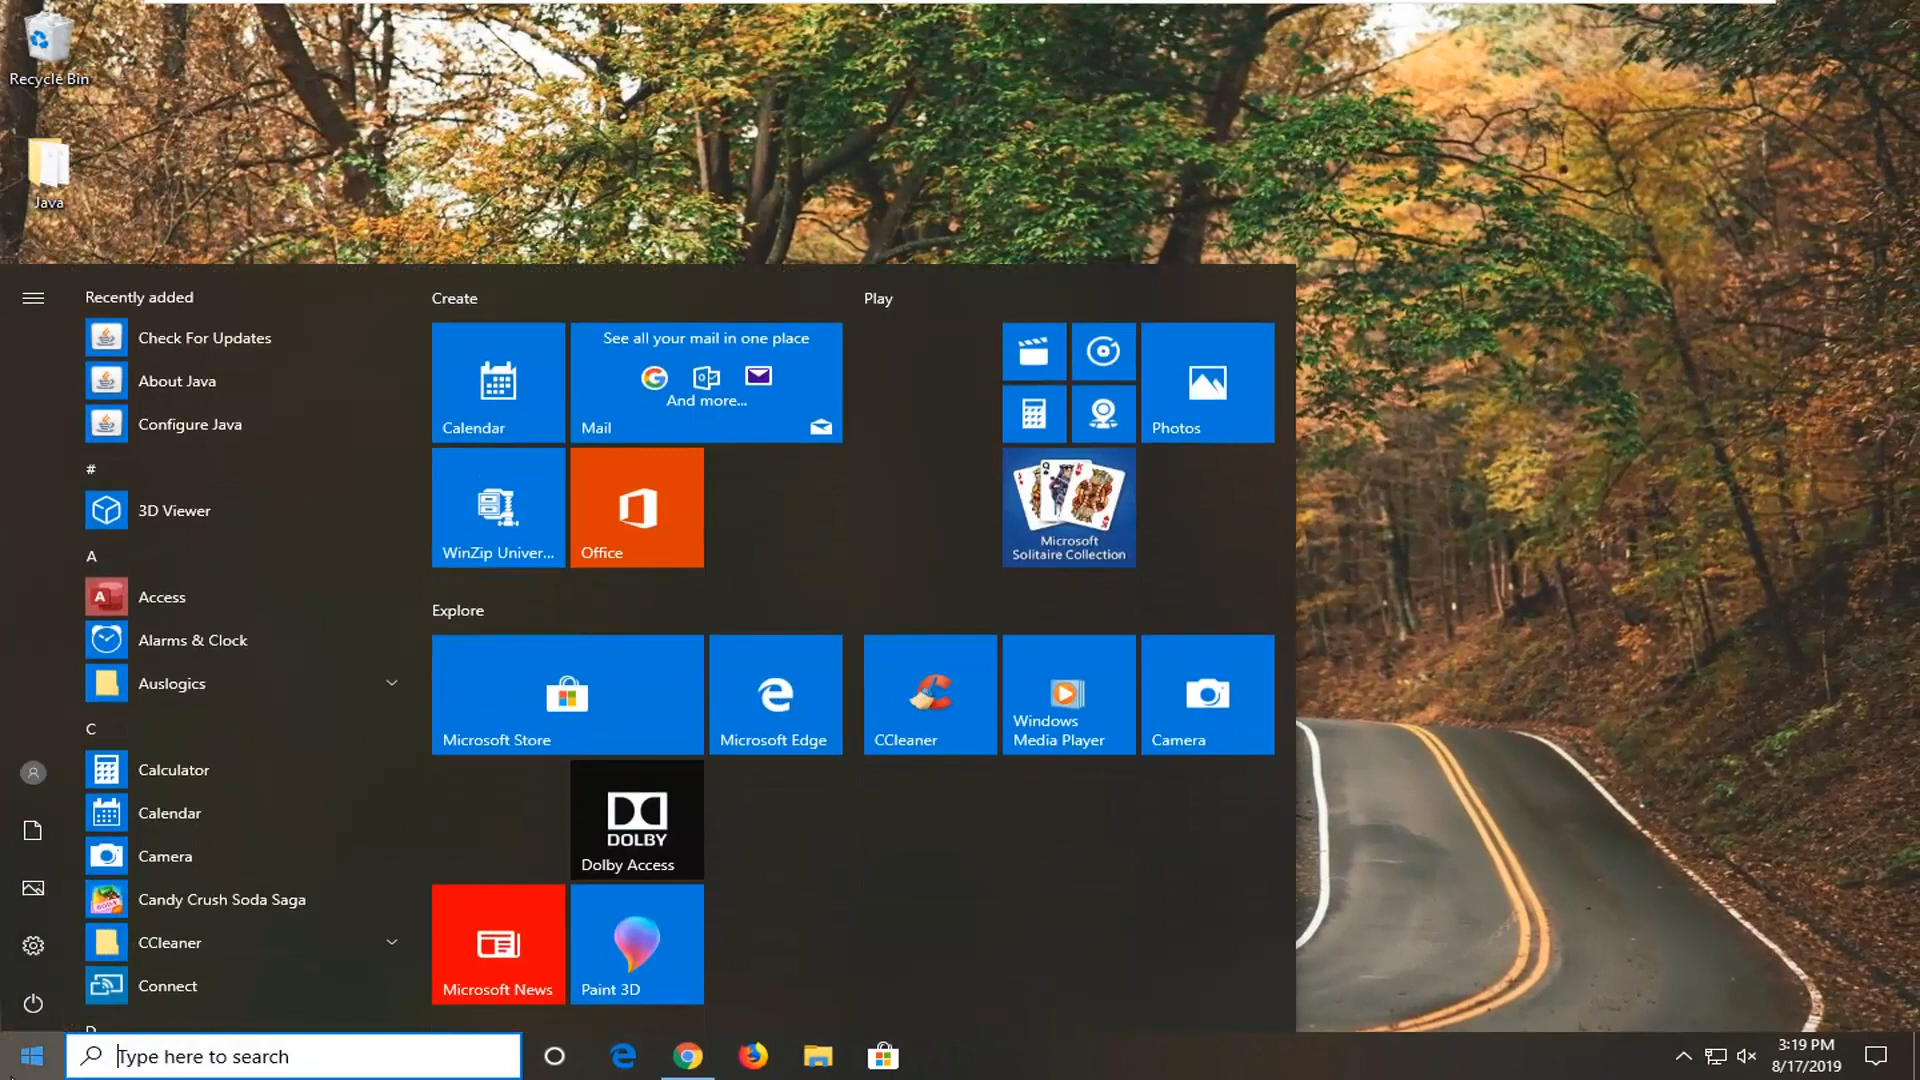 Recycle Bin
Java
Recently added
Check For Updates
About Java
Configure Java
#
3D Viewer
A
Access
Alarms & Clock
Auslogics
C
Calculator
Calendar
Camera
Candy Crush Soda Saga
CCleaner
Connect
D
Create
Calendar
See all your mail in one place
And more...
Mail
WinZip Univer...
Office
Explore
Microsoft Store
Microsoft Edge
DOLBY
Dolby Access
Microsoft News
Paint 3D
Play
Photos
Microsoft
Solitaire Collection
CCleaner
Windows
Media Player
Camera
Type here to search
3:19 PM
8/17/2019